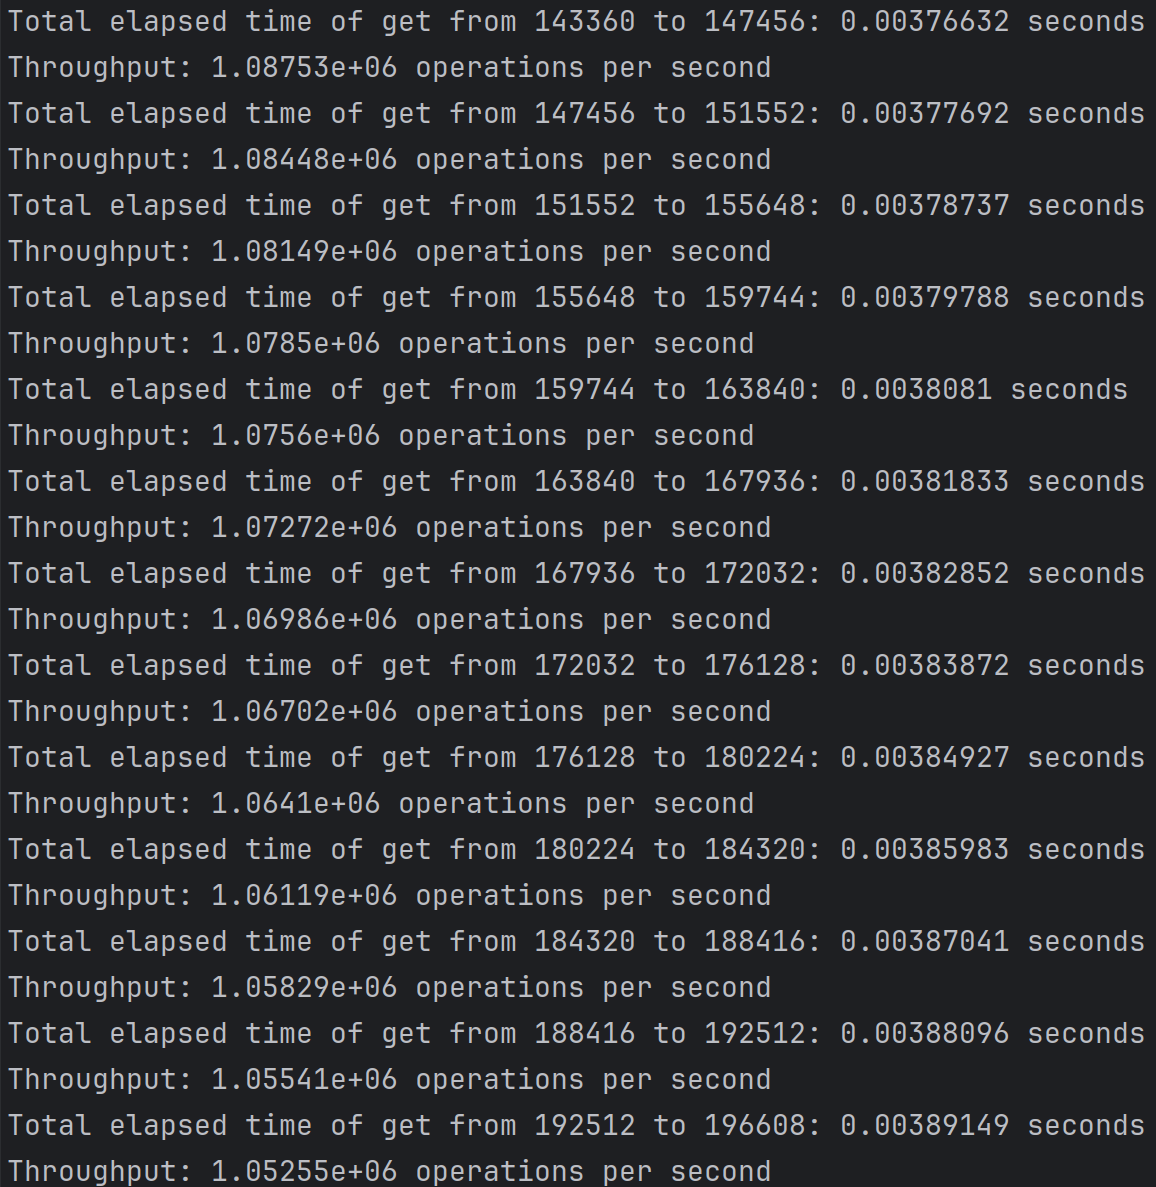 Total elapsed time of get from 143360 to 147456: 0.00376632 seconds
Throughput: 1.08753e+06 operations per second
Total elapsed time of get from 147456 to 151552: 0.00377692 seconds
Throughput: 1.08448e+06 operations per second
Total elapsed time of get from 151552 to 155648: 0.00378737 seconds
Throughput: 1.08149e+06 operations per second
Total elapsed time of get from 155648 to 159744: 0.00379788 seconds
Throughput: 1.0785e+06 operations per second
Total elapsed time of get from 159744 to 163840: 0.0038081 seconds
Throughput: 1.0756e+06 operations per second
Total elapsed time of get from 163840 to 167936: 0.00381833 seconds
Throughput: 1.07272e+06 operations per second
Total elapsed time of get from 167936 to 172032: 0.00382852 seconds
Throughput: 1.06986e+06 operations per second
Total elapsed time of get from 172032 to 176128: 0.00383872 seconds
Throughput: 1.06702e+06 operations per second
Total elapsed time of get from 176128 to 180224: 0.00384927 seconds
Throughput: 1.0641e+06 operations per second
Total elapsed time of get from 180224 to 184320: 0.00385983 seconds
Throughput: 1.06119e+06 operations per second
Total elapsed time of get from 184320 to 188416: 0.00387041 seconds
Throughput: 1.05829e+06 operations per second
Total elapsed time of get from 188416 to 192512: 0.00388096 seconds
Throughput: 1.05541e+06 operations per second
Total elapsed time of get from 192512 to 196608: 0.00389149 seconds
Throughput: 1.05255e+06 operations per second